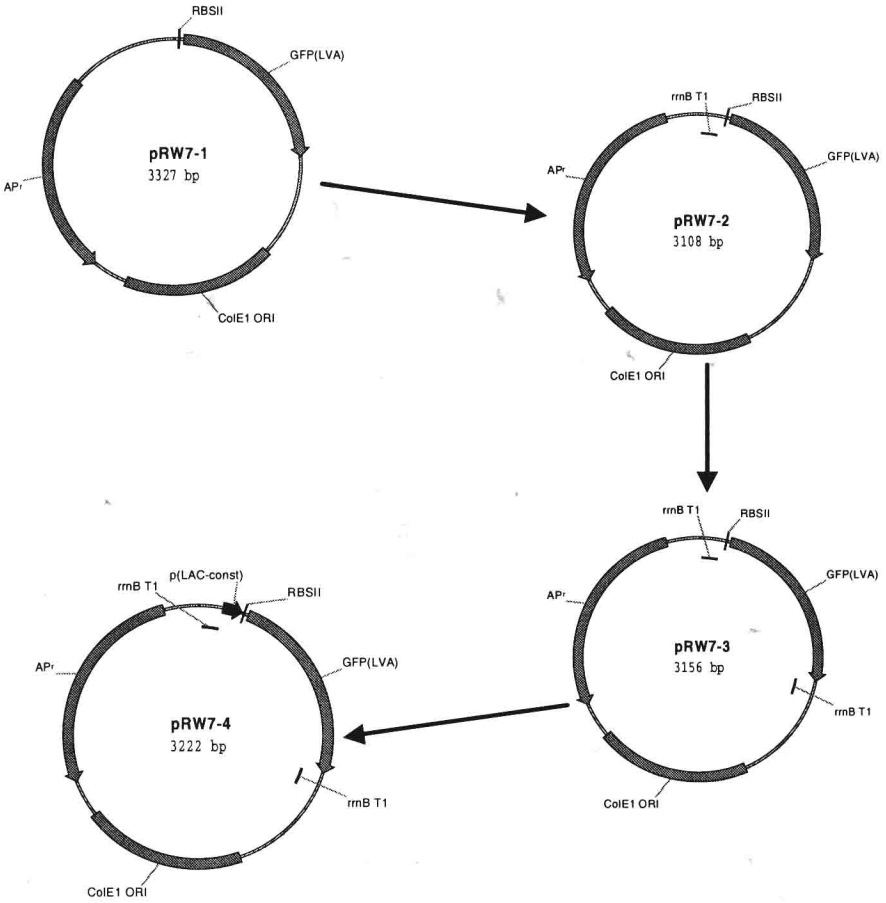 RBSII
GFP(LVA)
pRW7-1
3327 bp
APr
ColE1 ORI
rrnB T1
RBSII
GFP(LVA)
APr
pRW7-2
3108 bp
ColE1 ORI
rrnB T1
RBSII
GFP(LVA)
APr
pRW7-3
3156 bp
rrnB T1
ColE1 ORI
p(LAC-const)
rrnB T1
RBSII
APr
GFP(LVA)
pRW7-4
3222 bp
rrnB T1
ColE1 ORI